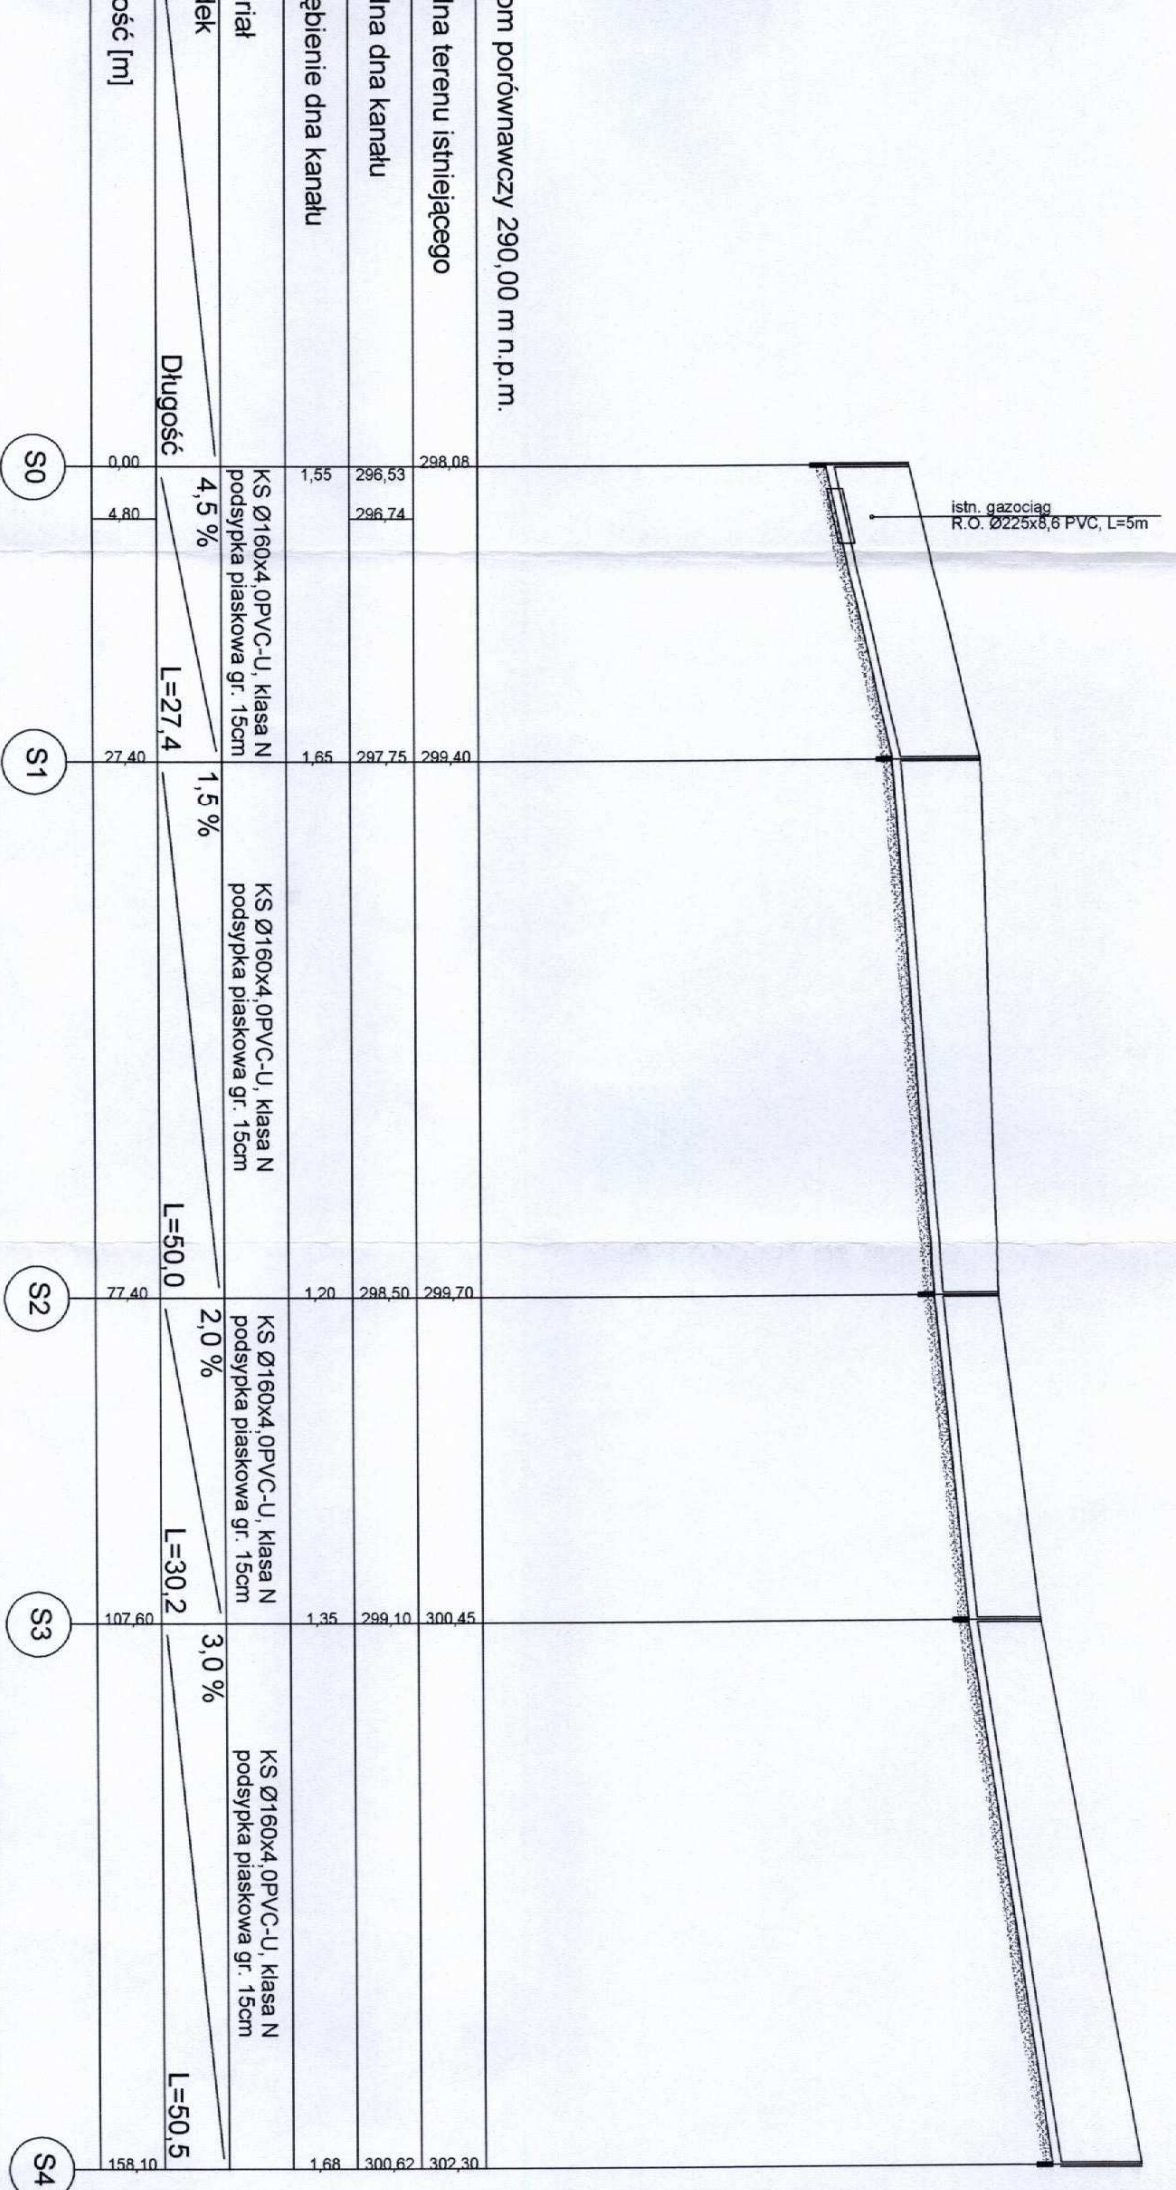 istn. gazociąg
R.O. Ø225x8,6 PVC, L=5m
om porównawczy 290,00 m n.p.m.
lna terenu istniejącego
298,08
299,40
299,70
300,45
302,30
lna dna kanału
296,53
296,74
297,75
298,50
299,10
300,62
ębienie dna kanału
1,55
1,65
1,20
1,35
1,68
riał
KS Ø160x4,0PVC-U, klasa N
podsypka piaskowa gr. 15cm
KS Ø160x4,0PVC-U, klasa N
podsypka piaskowa gr. 15cm
KS Ø160x4,0PVC-U, klasa N
podsypka piaskowa gr. 15cm
KS Ø160x4,0PVC-U, klasa N
podsypka piaskowa gr. 15cm
dek
Długość
4,5 %
L=27,4
1,5 %
L=50,0
2,0 %
L=30,2
3,0 %
L=50,5
ość [m]
0,00
4,80
27,40
77,40
107,60
158,10
S0
S1
S2
S3
S4